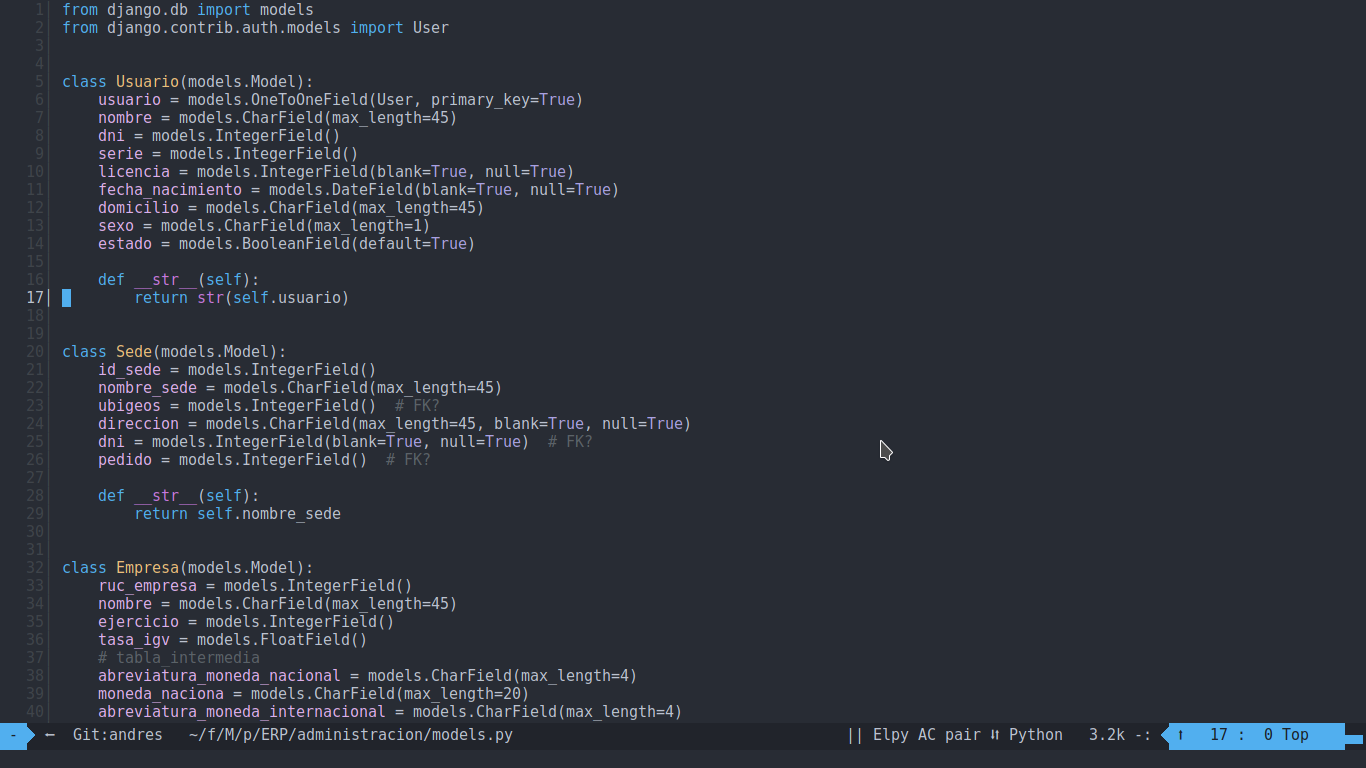 1 from django.db import models
2 from django.contrib.auth.models import User
3
4
5 class Usuario(models.Model):
6     usuario = models.OneToOneField(User, primary_key=True)
7     nombre = models.CharField(max_length=45)
8     dni = models.IntegerField()
9     serie = models.IntegerField()
10     licencia = models.IntegerField(blank=True, null=True)
11     fecha_nacimiento = models.DateField(blank=True, null=True)
12     domicilio = models.CharField(max_length=45)
13     sexo = models.CharField(max_length=1)
14     estado = models.BooleanField(default=True)
15
16     def __str__(self):
17         return str(self.usuario)
18
19
20 class Sede(models.Model):
21     id_sede = models.IntegerField()
22     nombre_sede = models.CharField(max_length=45)
23     ubigeos = models.IntegerField()  # FK?
24     direccion = models.CharField(max_length=45, blank=True, null=True)
25     dni = models.IntegerField(blank=True, null=True)  # FK?
26     pedido = models.IntegerField()  # FK?
27
28     def __str__(self):
29         return self.nombre_sede
30
31
32 class Empresa(models.Model):
33     ruc_empresa = models.IntegerField()
34     nombre = models.CharField(max_length=45)
35     ejercicio = models.IntegerField()
36     tasa_igv = models.FloatField()
37     # tabla_intermedia
38     abreviatura_moneda_nacional = models.CharField(max_length=4)
39     moneda_naciona = models.CharField(max_length=20)
40     abreviatura_moneda_internacional = models.CharField(max_length=4)
- ← Git:andres ~/f/M/p/ERP/administracion/models.py || Elpy AC pair ⇵ Python 3.2k -: ↑ 17 : 0 Top